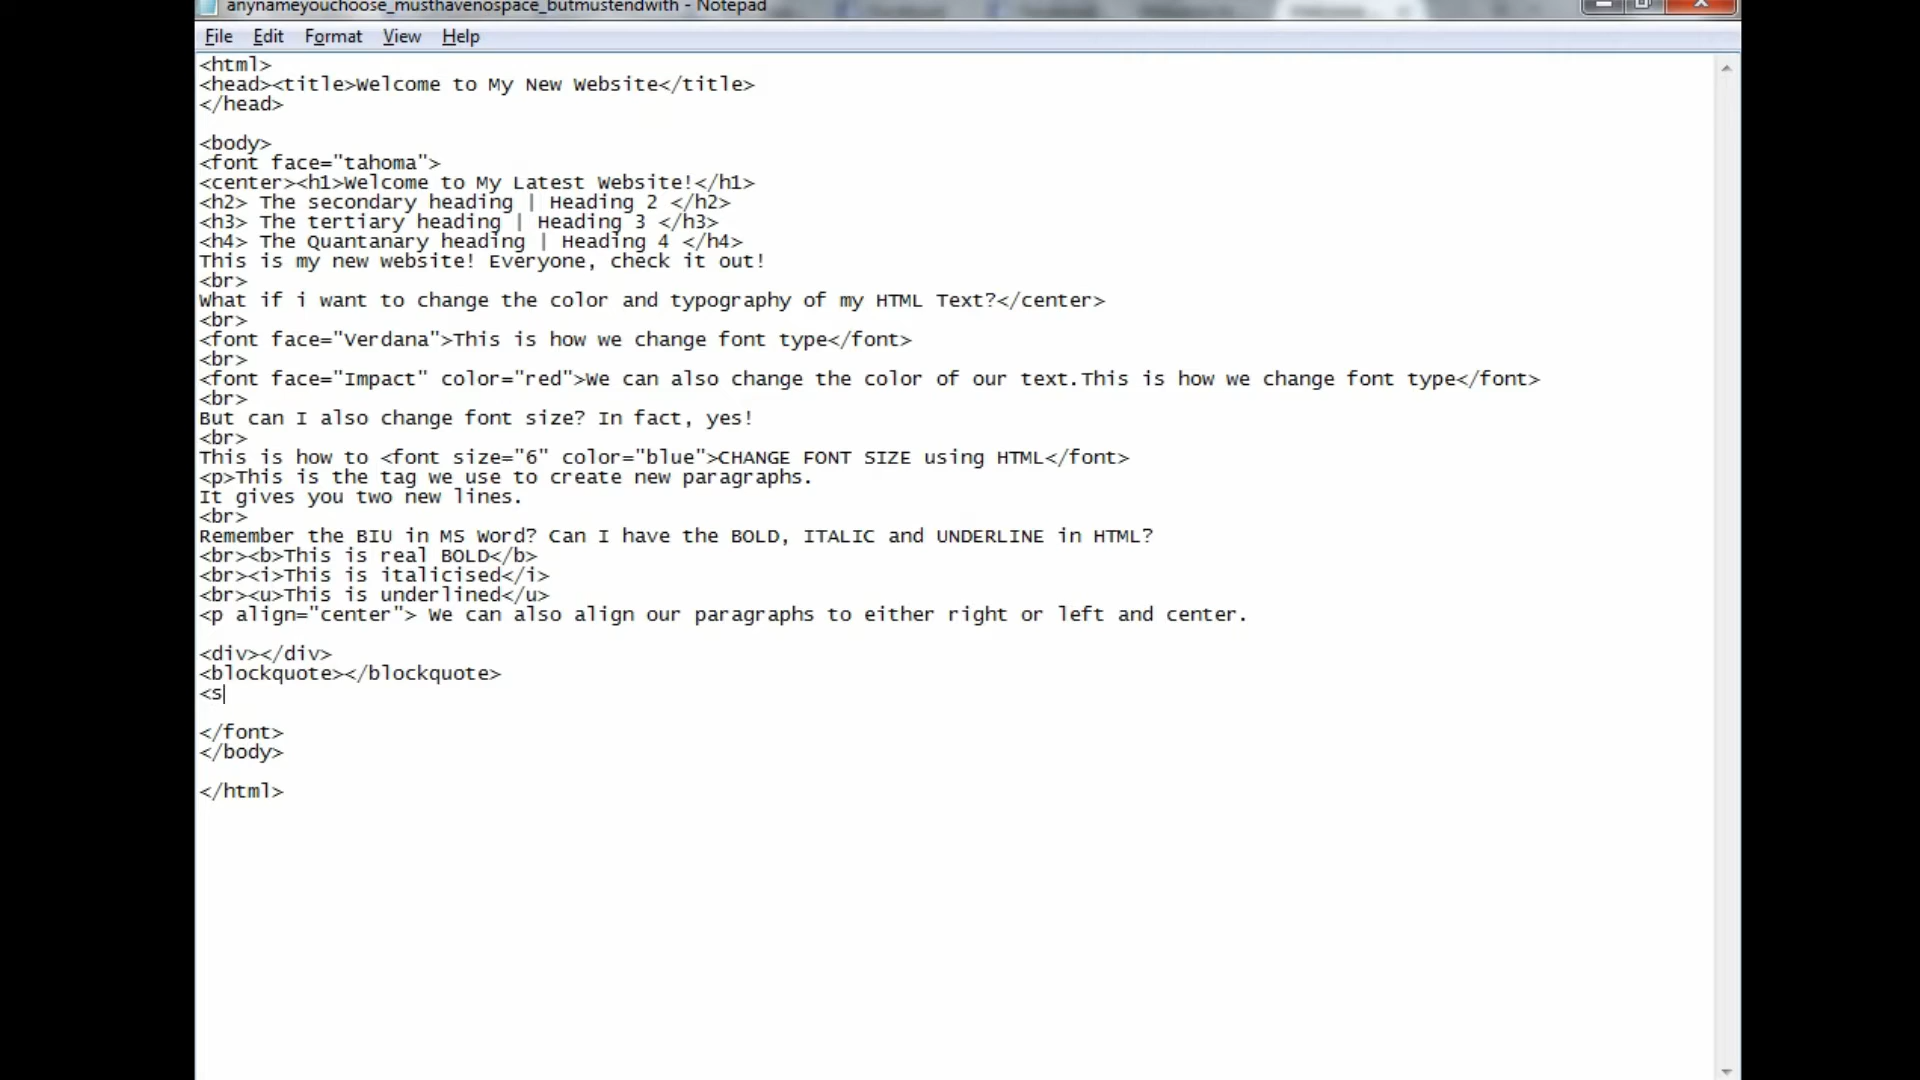 anynameyouchoose_musthavenospace_butmustendwith - Notepad
File Edit Format View Help
<html>
<head><title>Welcome to My New Website</title>
</head>
<body>
<font face="tahoma">
<center><h1>Welcome to My Latest Website!</h1>
<h2> The secondary heading | Heading 2 </h2>
<h3> The tertiary heading | Heading 3 </h3>
<h4> The Quantanary heading | Heading 4 </h4>
This is my new website! Everyone, check it out!
<br>
What if i want to change the color and typography of my HTML Text?</center>
<br>
<font face="Verdana">This is how we change font type</font>
<br>
<font face="Impact" color="red">We can also change the color of our text.This is how we change font type</font>
<br>
But can I also change font size? In fact, yes!
<br>
This is how to <font size="6" color="blue">CHANGE FONT SIZE using HTML</font>
<p>This is the tag we use to create new paragraphs.
It gives you two new lines.
<br>
Remember the BIU in MS Word? Can I have the BOLD, ITALIC and UNDERLINE in HTML?
<br><b>This is real BOLD</b>
<br><i>This is italicised</i>
<br><u>This is underlined</u>
<p align="center"> We can also align our paragraphs to either right or left and center.
<div></div>
<blockquote></blockquote>
<s
</font>
</body>
</html>